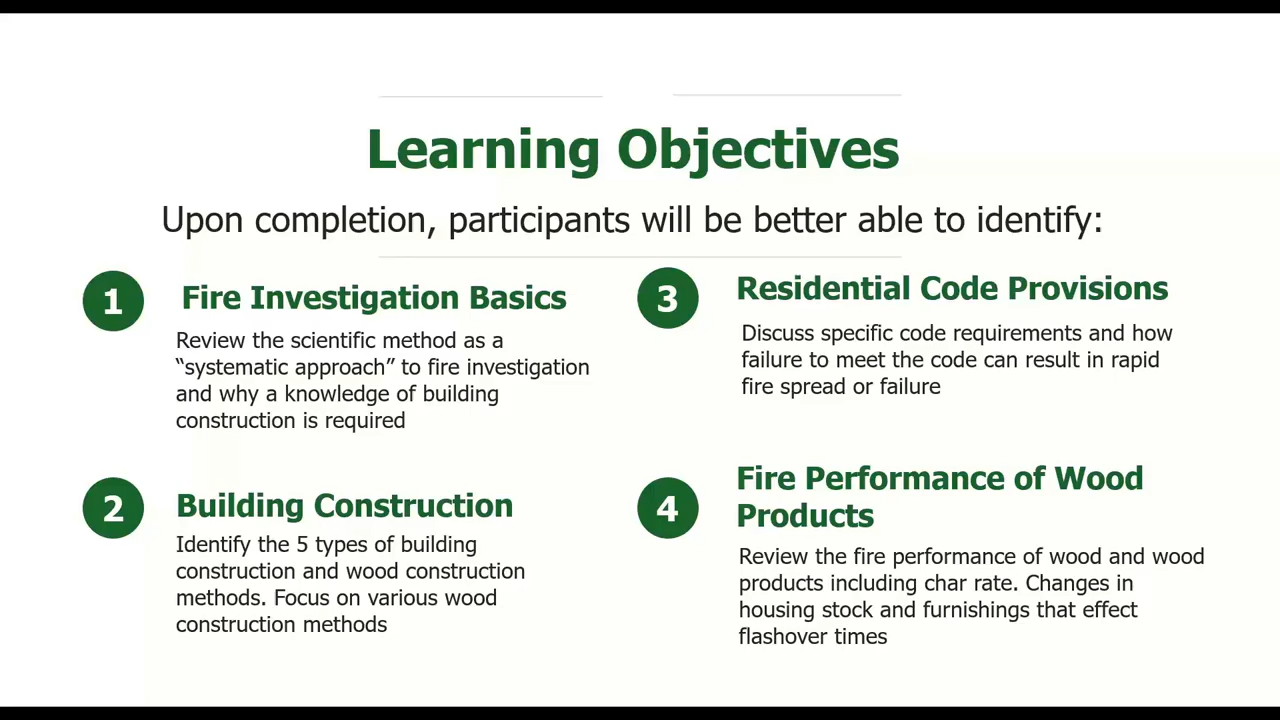 Learning Objectives
Upon completion, participants will be better able to identify:
1
Fire Investigation Basics
Review the scientific method as a
“systematic approach” to fire investigation
and why a knowledge of building
construction is required
2
Building Construction
Identify the 5 types of building
construction and wood construction
methods. Focus on various wood
construction methods
3
Residential Code Provisions
Discuss specific code requirements and how
failure to meet the code can result in rapid
fire spread or failure
4
Fire Performance of Wood
Products
Review the fire performance of wood and wood
products including char rate. Changes in
housing stock and furnishings that effect
flashover times